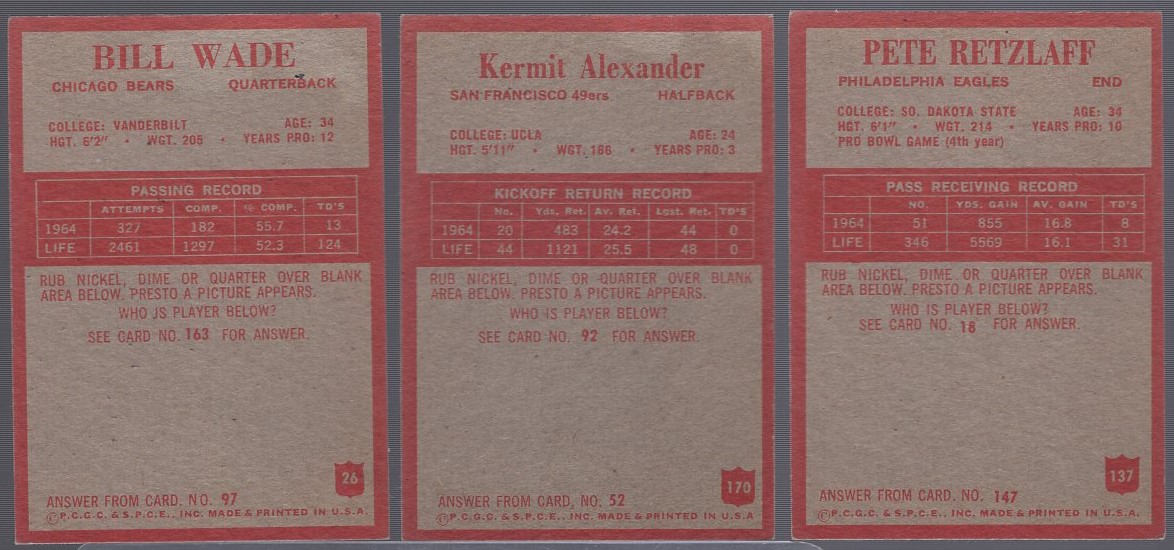 BILL WADE
CHICAGO BEARS QUARTERBACK
COLLEGE: VANDERBILT AGE: 34
HGT. 6'2" • WGT. 205 • YEARS PRO: 12
PASSING RECORD
ATTEMPTS COMP. % COMP. TD'S
1964 327 182 55.7 13
LIFE 2461 1297 52.3 124
RUB NICKEL, DIME OR QUARTER OVER BLANK
AREA BELOW. PRESTO A PICTURE APPEARS.
WHO JS PLAYER BELOW?
SEE CARD NO. 163 FOR ANSWER.
26
ANSWER FROM CARD. NO. 97
©P.C.G.C. & S.P.C.E., INC. MADE & PRINTED IN U.S.A.
Kermit Alexander
SAN FRANCISCO 49ers HALFBACK
COLLEGE: UCLA AGE: 24
HGT. 5'11" • WGT. 186 • YEARS PRO: 3
KICKOFF RETURN RECORD
No. Yds. Ret. Av. Ret. Lgst. Ret. TD'S
1964 20 483 24.2 44 0
LIFE 44 1121 25.5 48 0
RUB NICKEL, DIME OR QUARTER OVER BLANK
AREA BELOW. PRESTO A PICTURE APPEARS.
WHO IS PLAYER BELOW?
SEE CARD NO. 92 FOR ANSWER.
170
ANSWER FROM CARD, NO. 52
©P.C.G.C. & S.P.C.E., INC. MADE & PRINTED IN U.S.A.
PETE RETZLAFF
PHILADELPHIA EAGLES END
COLLEGE: SO. DAKOTA STATE AGE: 34
HGT. 6'1" • WGT. 214 • YEARS PRO: 10
PRO BOWL GAME (4th year)
PASS RECEIVING RECORD
NO. YDS. GAIN AV. GAIN TD'S
1964 51 855 16.8 8
LIFE 346 5569 16.1 31
RUB NICKEL, DIME OR QUARTER OVER BLANK
AREA BELOW. PRESTO A PICTURE APPEARS.
WHO IS PLAYER BELOW?
SEE CARD NO. 18 FOR ANSWER.
137
ANSWER FROM CARD. NO. 147
©P.C.G.C. & S.P.C.E., INC. MADE & PRINTED IN U.S.A.